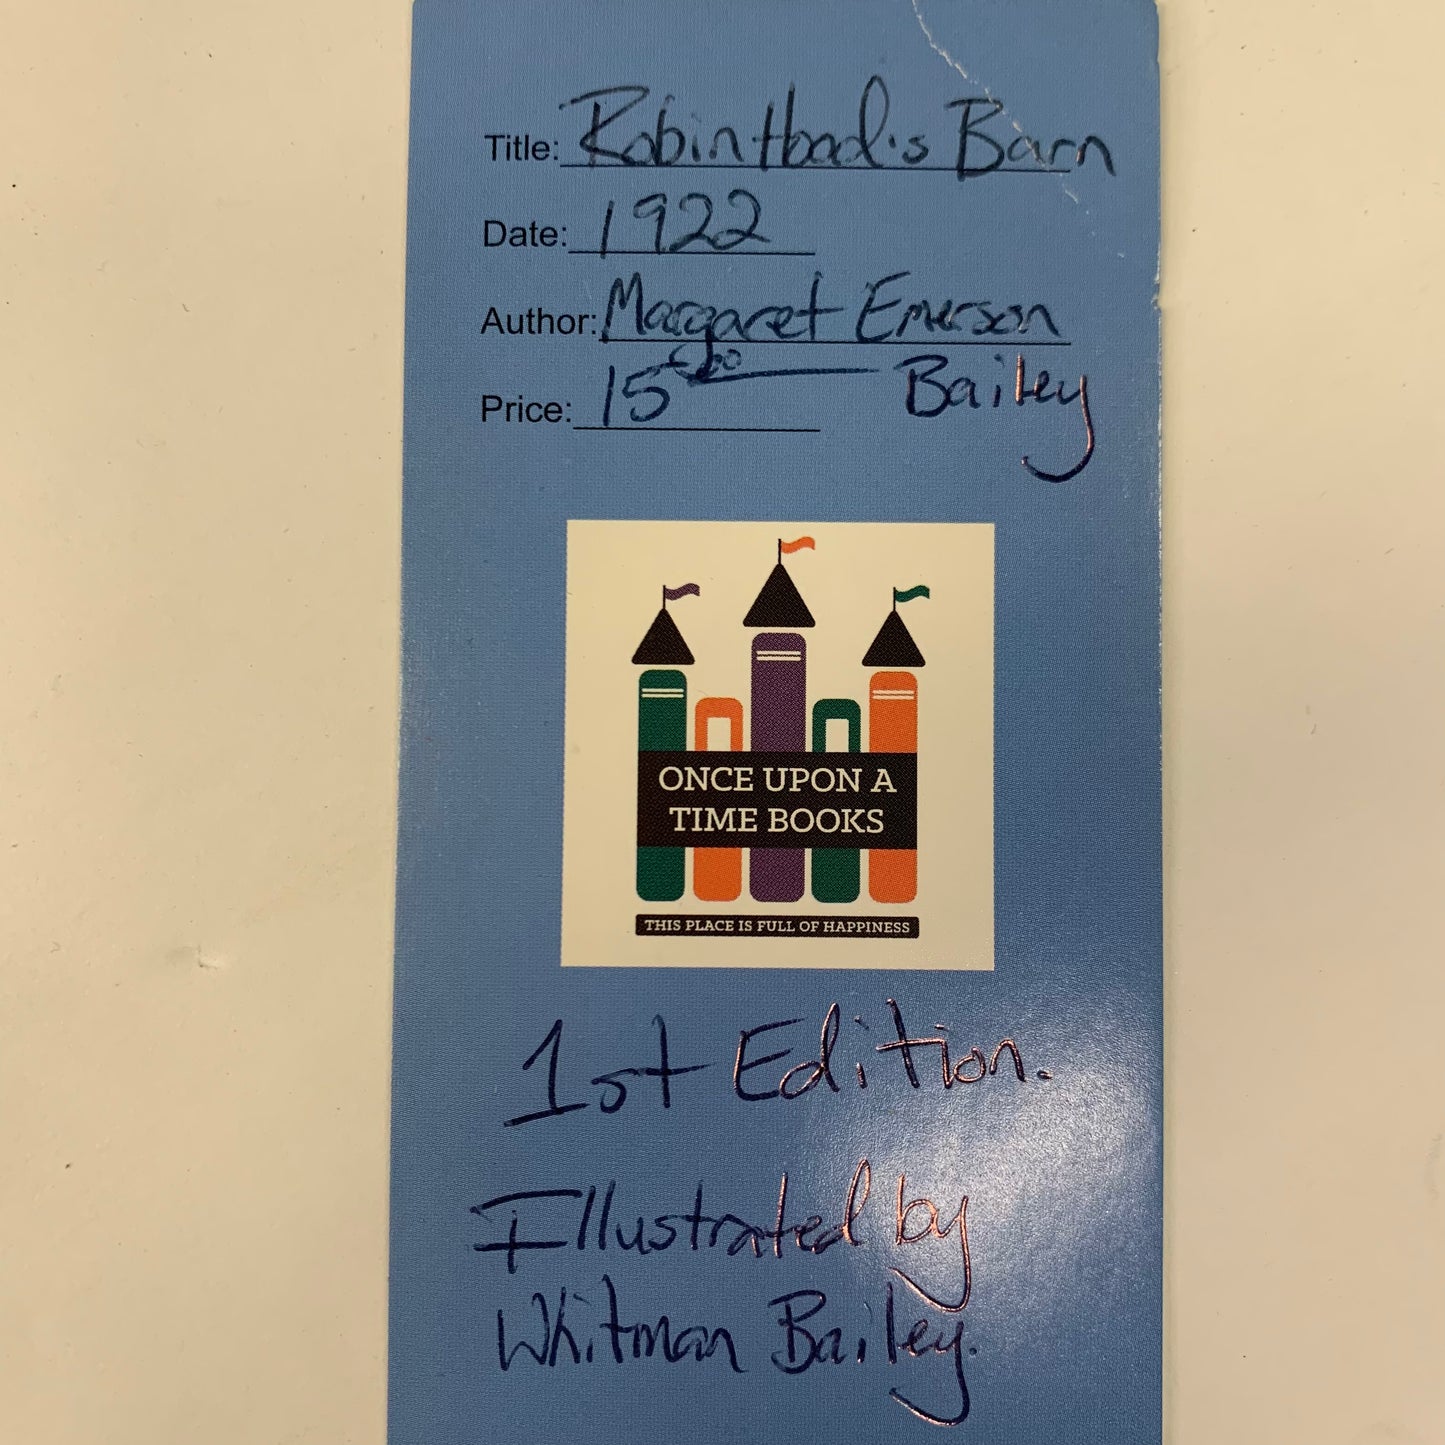 Title: Robin Hood's Barn
Date: 1922
Author: Margaret Emerson
Bailey
Price: 15.00
ONCE UPON A
TIME BOOKS
THIS PLACE IS FULL OF HAPPINESS
1st Edition.
Illustrated by
Whitman Bailey.